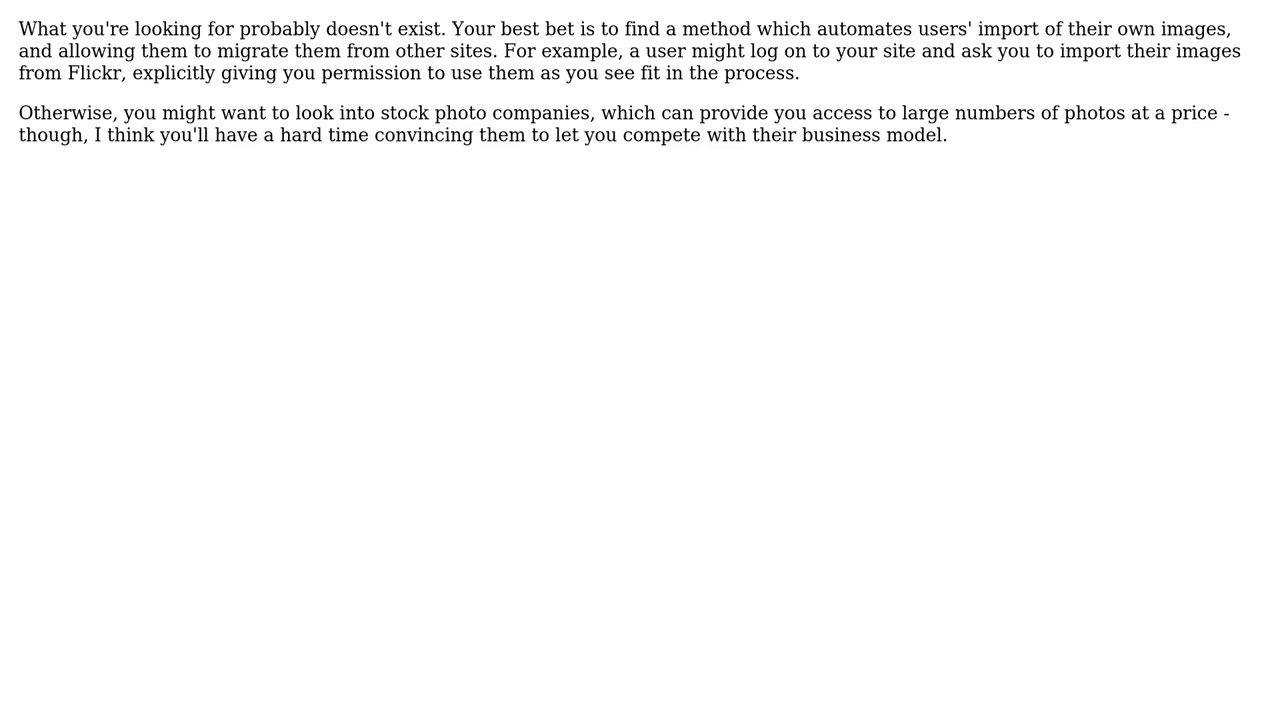 What you're looking for probably doesn't exist. Your best bet is to find a method which automates users' import of their own images,
and allowing them to migrate them from other sites. For example, a user might log on to your site and ask you to import their images
from Flickr, explicitly giving you permission to use them as you see fit in the process.
Otherwise, you might want to look into stock photo companies, which can provide you access to large numbers of photos at a price -
though, I think you'll have a hard time convincing them to let you compete with their business model.